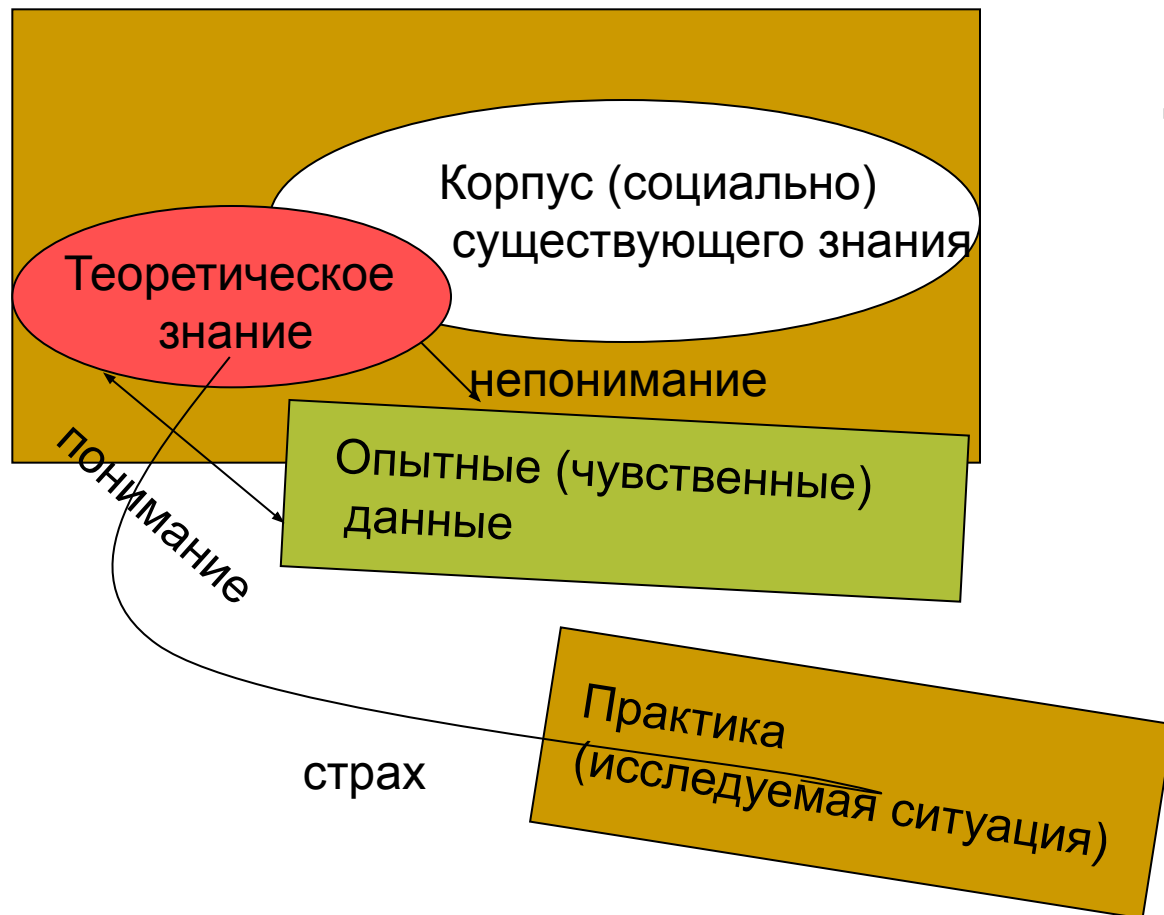 Корпус (социально)
существующего знания
Теоретическое
знание
непонимание
понимание
Опытные (чувственные)
данные
Практика
(исследуемая ситуация)
страх